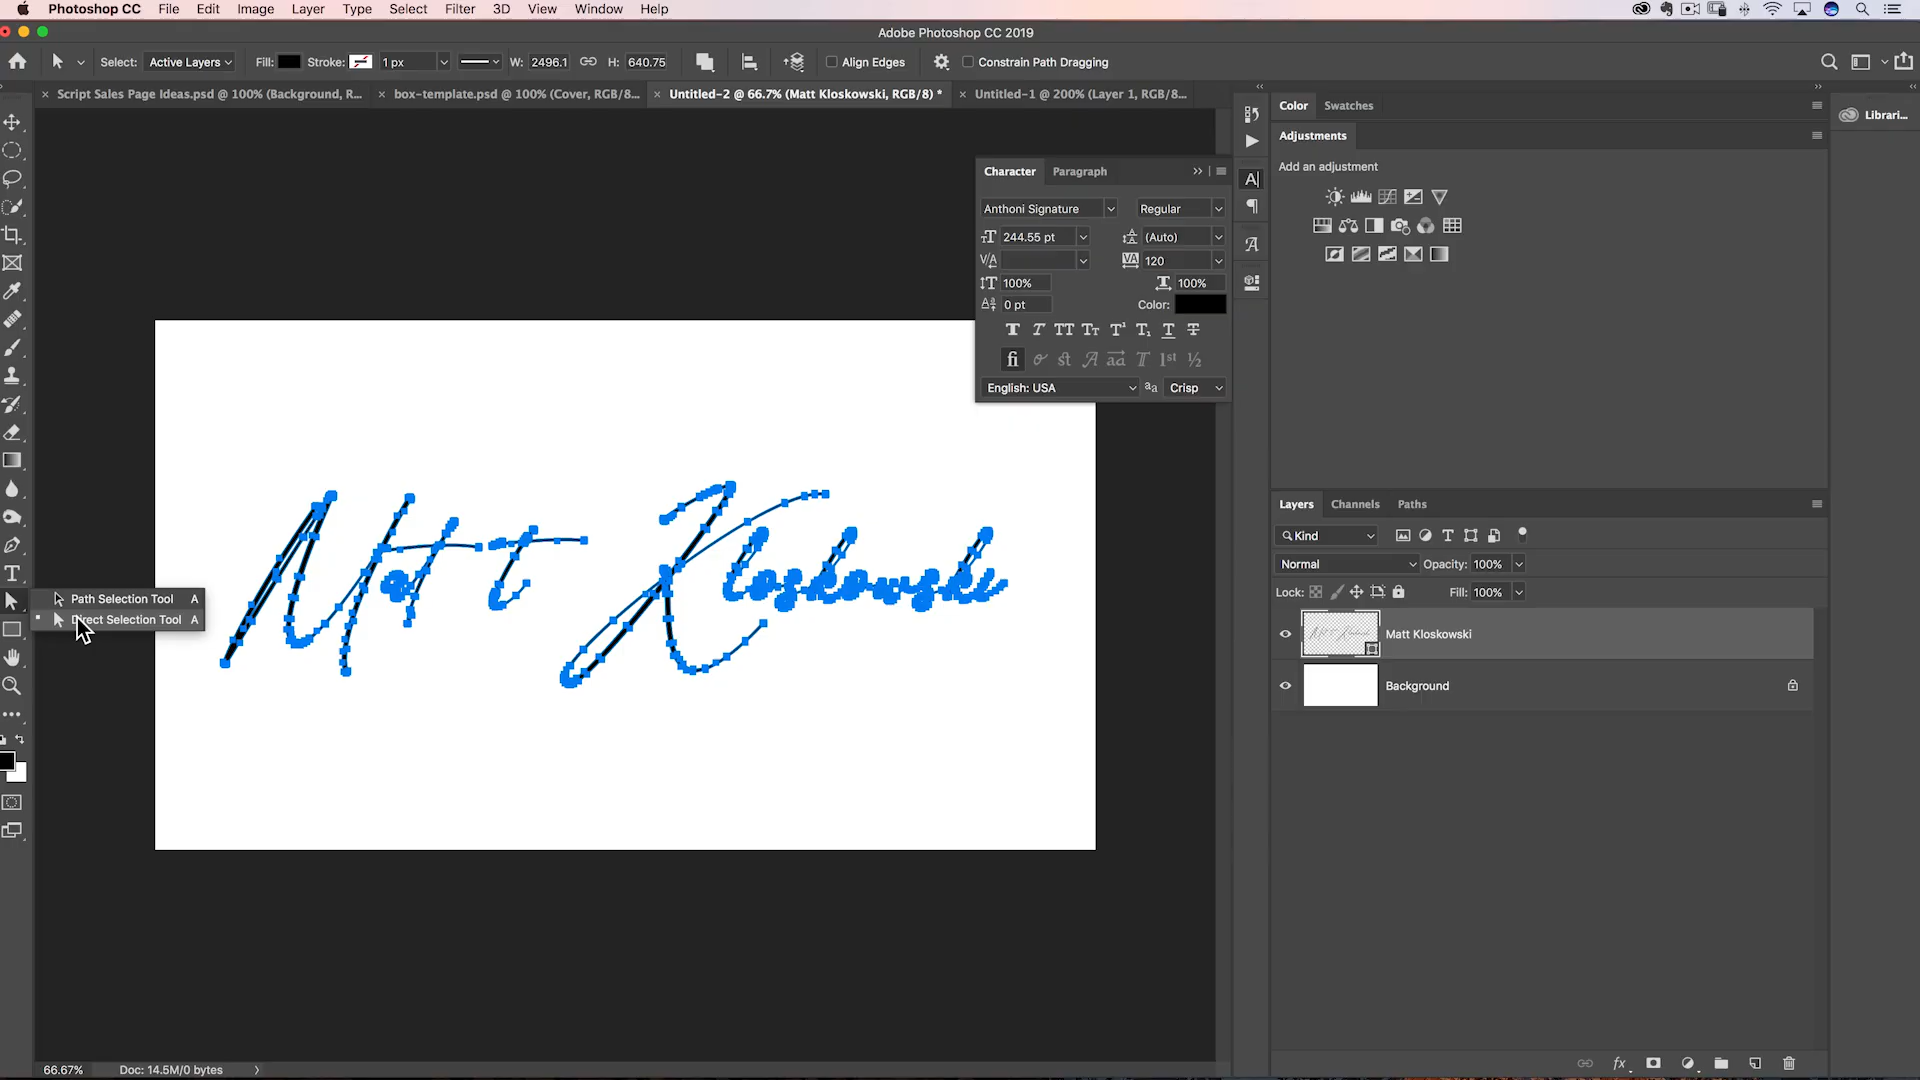 Photoshop CC File Edit Image Layer Type Select Filter 3D View Window Help
Adobe Photoshop CC 2019
Select: Active Layers Fill: Stroke: 1 px W: 2496.1 H: 640.75 Align Edges Constrain Path Dragging
Script Sales Page Ideas.psd @ 100% (Background, R... box-template.psd @ 100% (Cover, RGB/8... Untitled-2 @ 66.7% (Matt Kloskowski, RGB/8) * Untitled-1 @ 200% (Layer 1, RGB/8...
Color Swatches
Librari...
Adjustments
Add an adjustment
Character Paragraph
Anthoni Signature Regular
244.55 pt (Auto)
120
100% 100%
0 pt Color:
English: USA Crisp
Matt Kloskowski
Path Selection Tool A
Direct Selection Tool A
Layers Channels Paths
Kind
Normal Opacity: 100%
Lock: Fill: 100%
Matt Kloskowski
Background
66.67% Doc: 14.5M/0 bytes